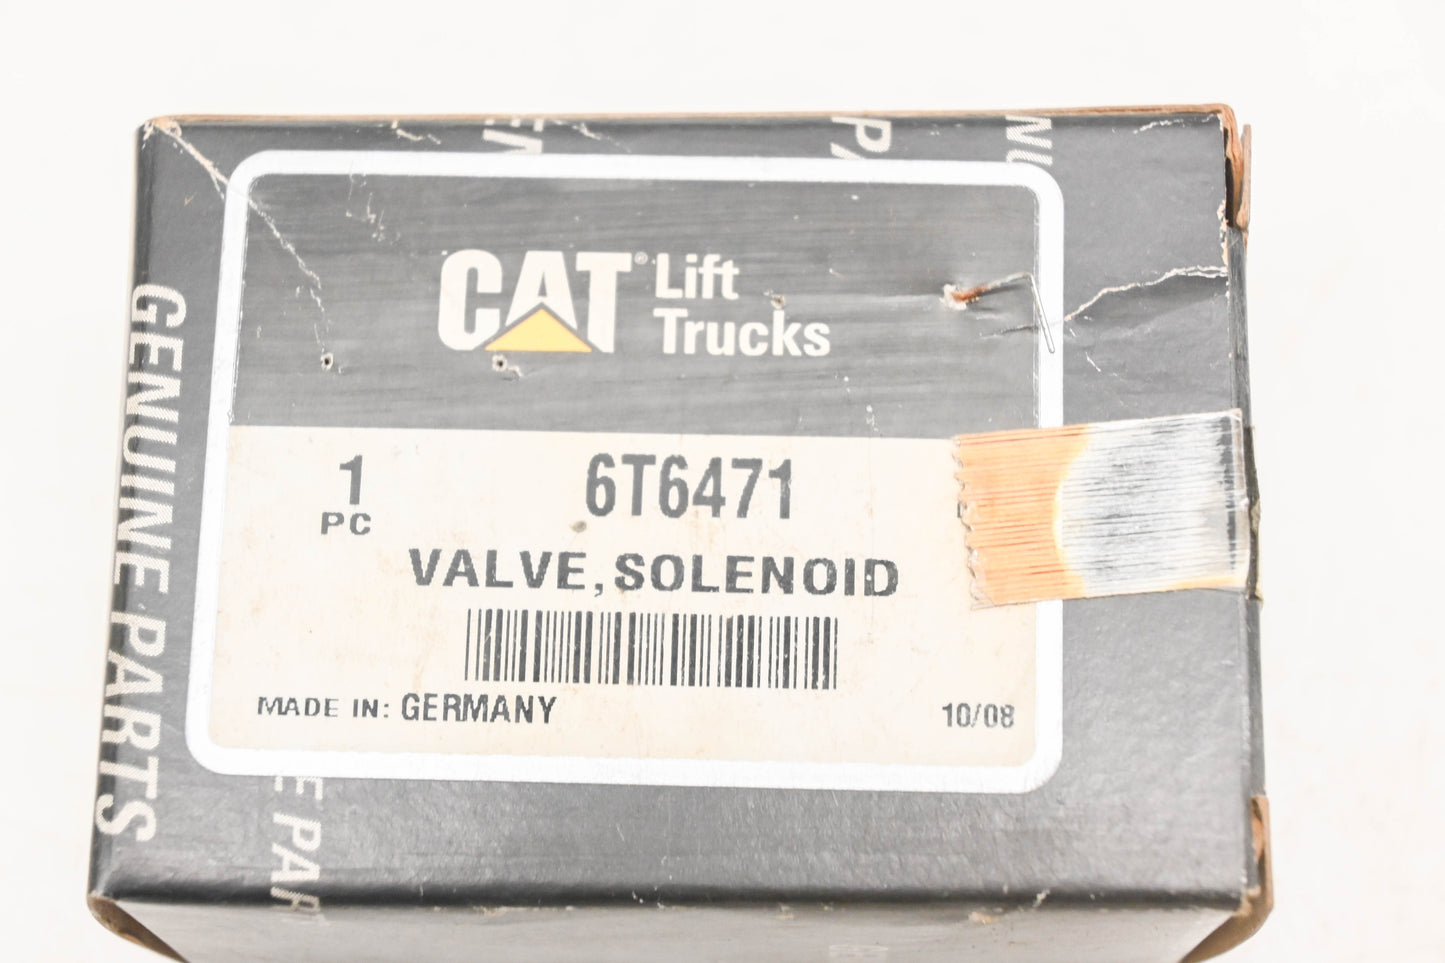 CAT® Lift
Trucks
1
PC
6T6471
VALVE, SOLENOID
MADE IN: GERMANY
10/08
GENUINE PARTS